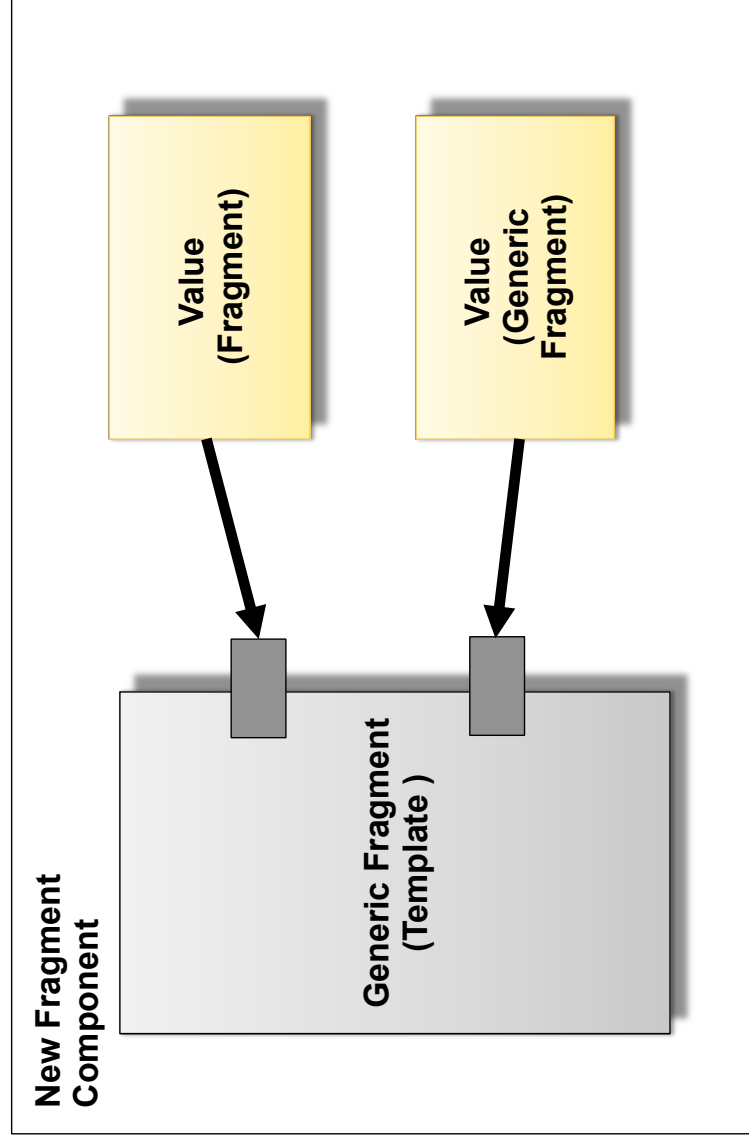 New Fragment
Component
Generic Fragment
(Template )
Value
(Fragment)
Value
(Generic
Fragment)